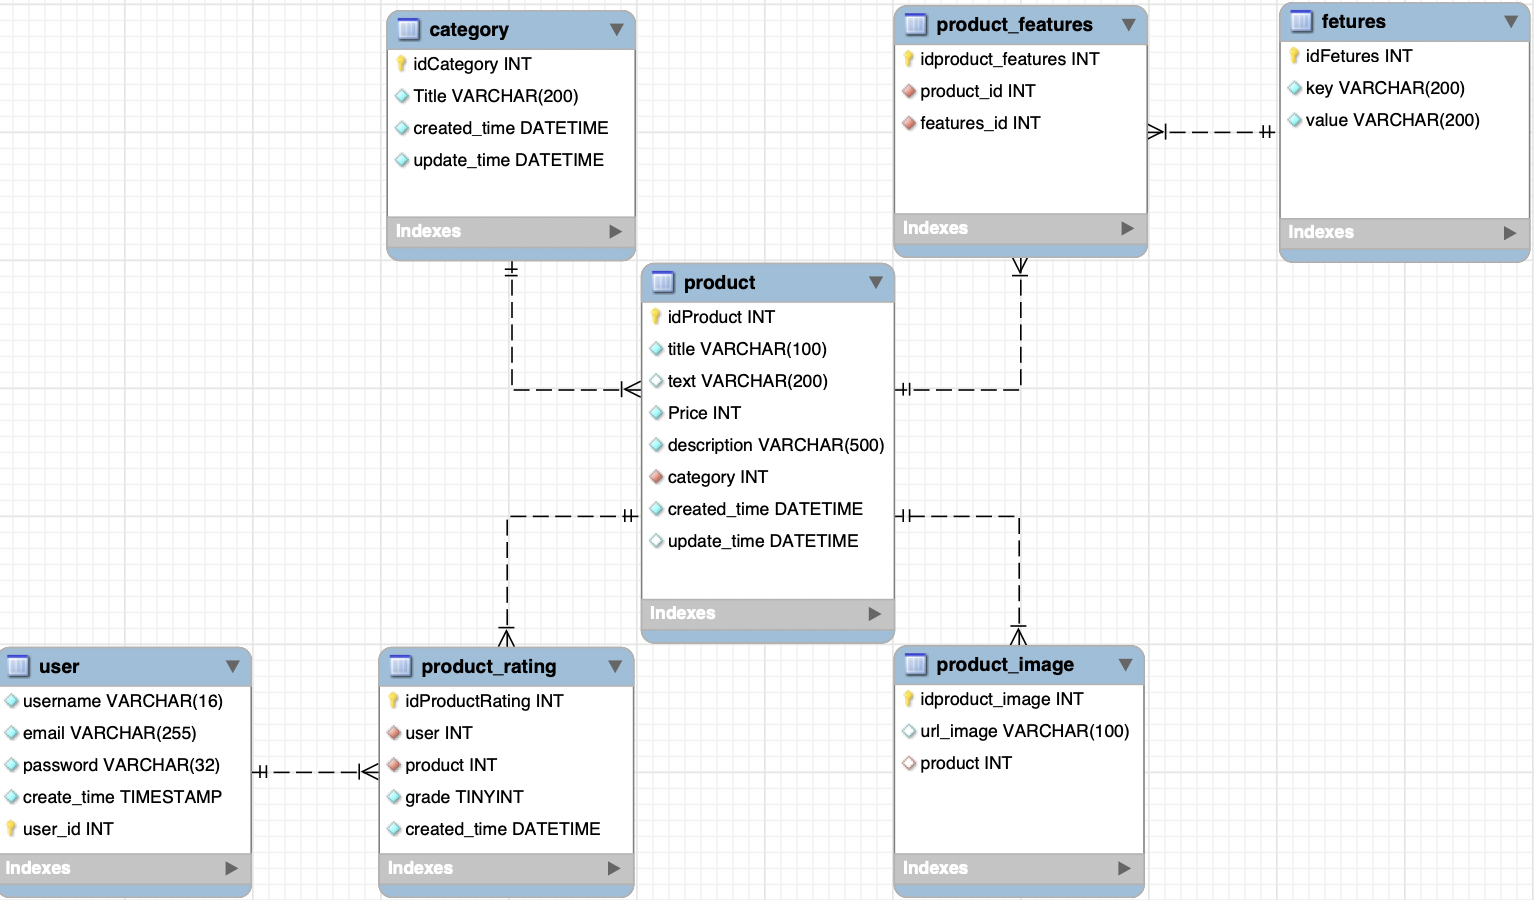 category
idCategory INT
Title VARCHAR(200)
created_time DATETIME
update_time DATETIME
Indexes
product_features
idproduct_features INT
product_id INT
features_id INT
Indexes
fetures
idFetures INT
key VARCHAR(200)
value VARCHAR(200)
Indexes
product
idProduct INT
title VARCHAR(100)
text VARCHAR(200)
Price INT
description VARCHAR(500)
category INT
created_time DATETIME
update_time DATETIME
Indexes
user
username VARCHAR(16)
email VARCHAR(255)
password VARCHAR(32)
create_time TIMESTAMP
user_id INT
Indexes
product_rating
idProductRating INT
user INT
product INT
grade TINYINT
created_time DATETIME
Indexes
product_image
idproduct_image INT
url_image VARCHAR(100)
product INT
Indexes